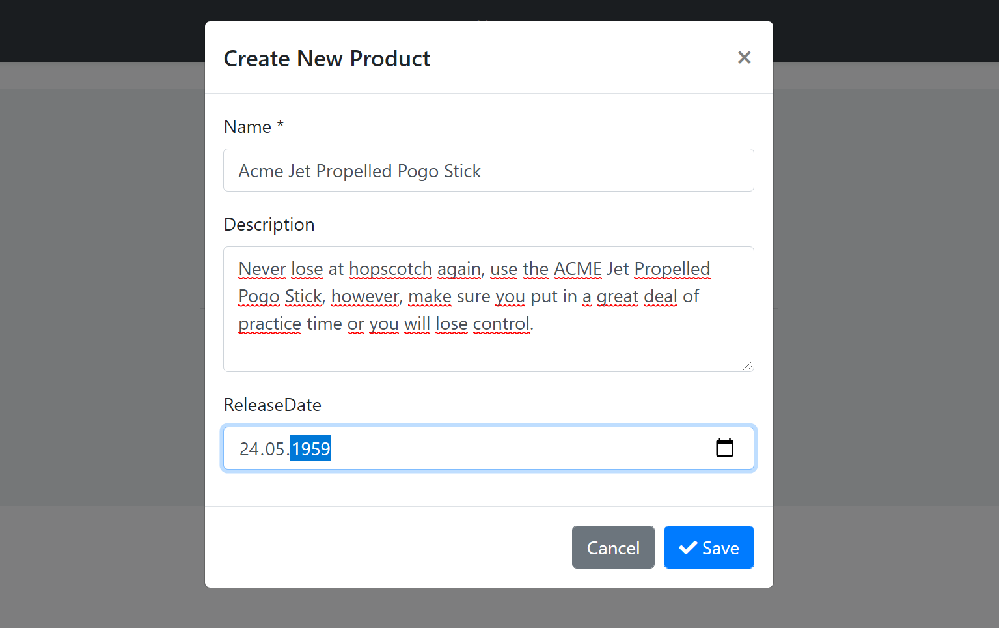 Create New Product
Name *
Acme Jet Propelled Pogo Stick
Description
Never lose at hopscotch again, use the ACME Jet Propelled
Pogo Stick, however, make sure you put in a great deal of
practice time or you will lose control.
ReleaseDate
24.05.1959
Cancel
Save